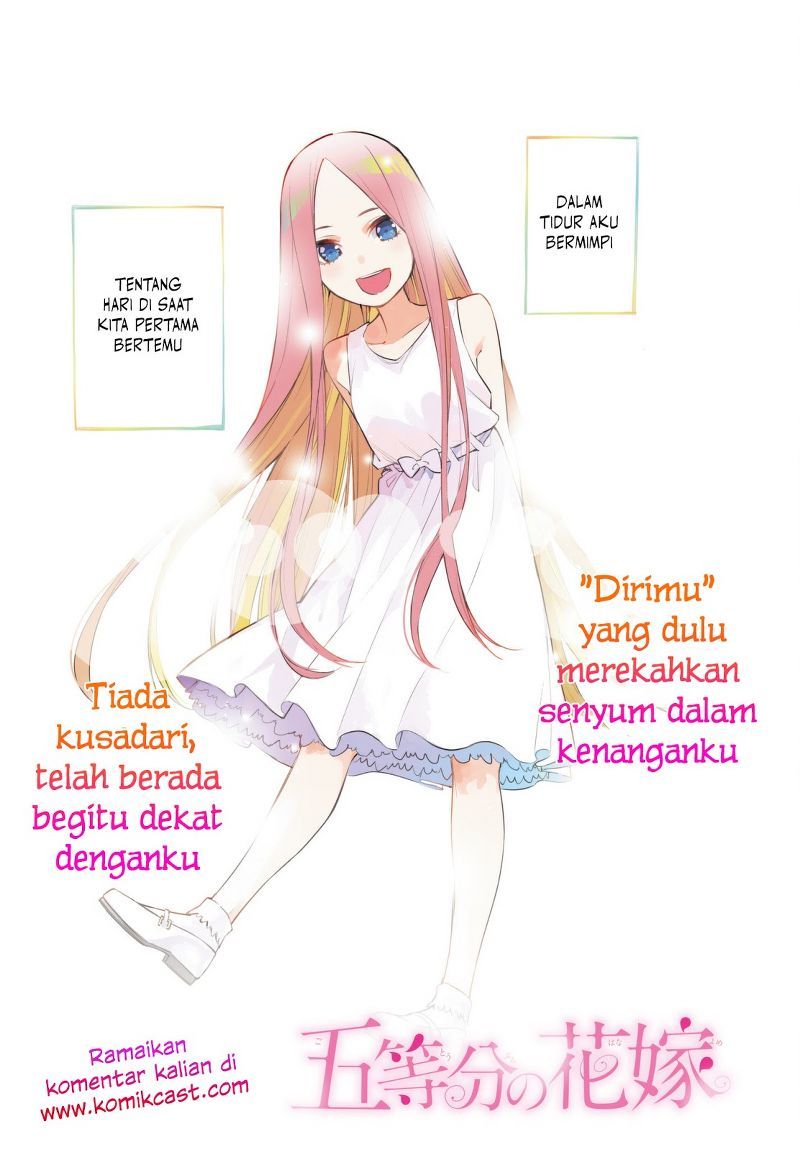 DALAM
TIDUR AKU
BERMIMPI
TENTANG
HARI DI SAAT
KITA PERTAMA
BERTEMU
"Dirimu"
yang dulu
merekahkan
senyum dalam
kenanganku
Tiada
kusadari,
telah berada
begitu dekat
denganku
Ramaikan
komentar kalian di
www.komikcast.com
五等分の花嫁